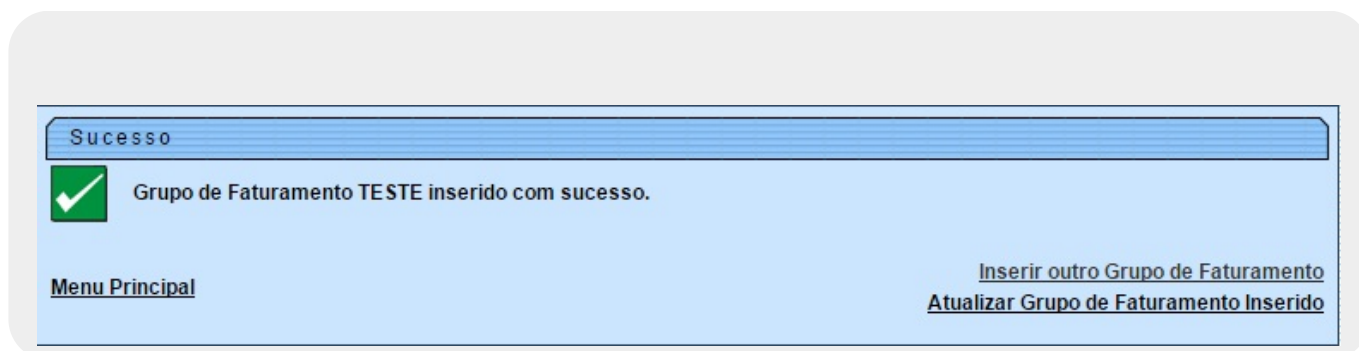 Sucesso
Grupo de Faturamento TESTE inserido com sucesso.
Menu Principal
Inserir outro Grupo de Faturamento
Atualizar Grupo de Faturamento Inserido